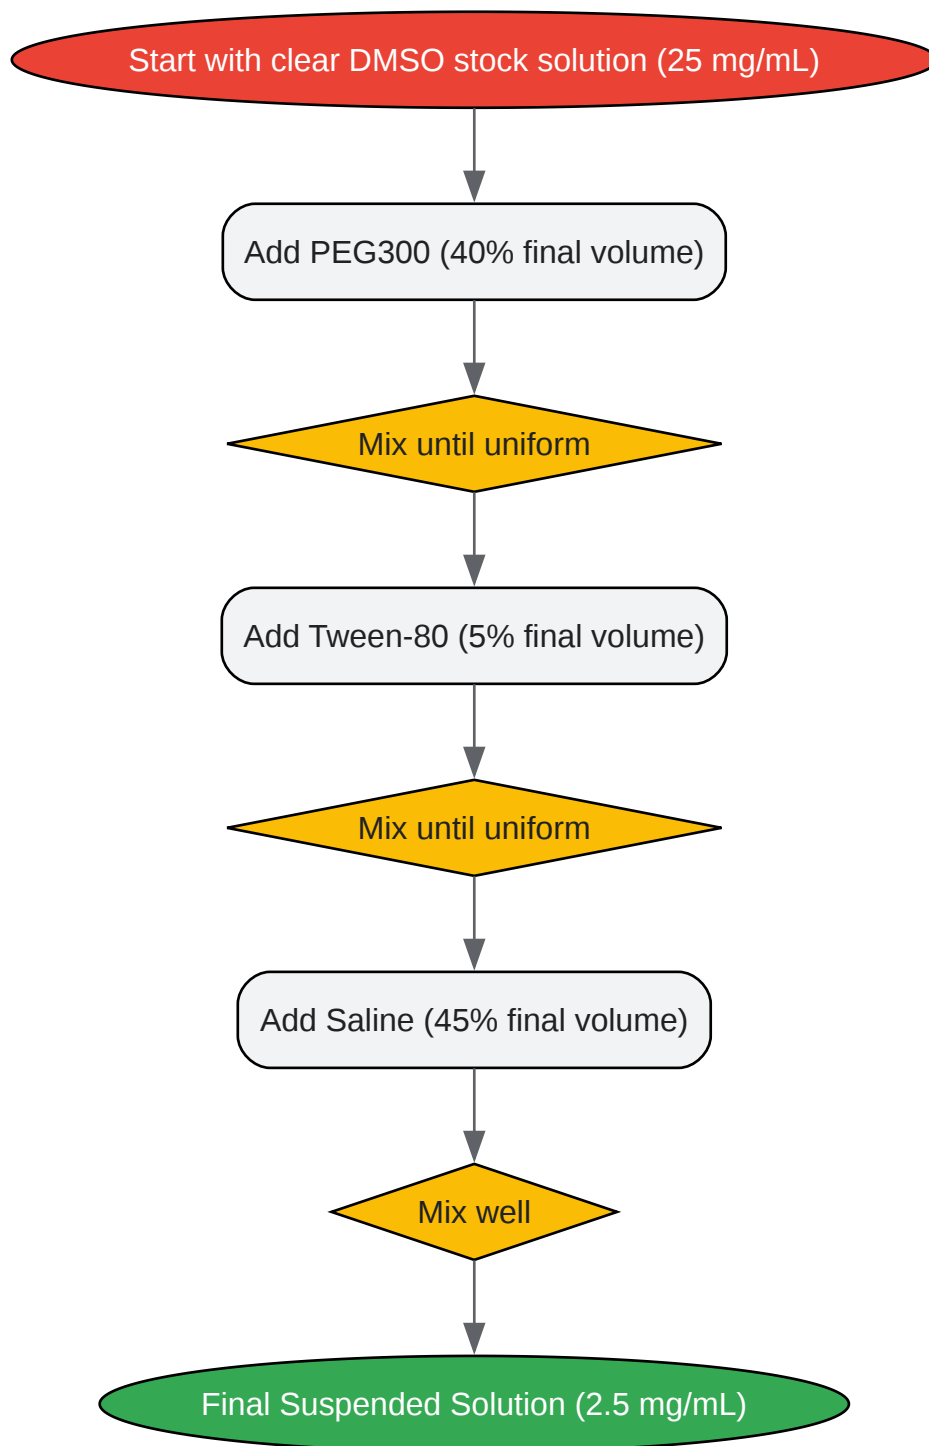 Start with clear DMSO stock solution (25 mg/mL)
Add PEG300 (40% final volume)
Mix until uniform
Add Tween-80 (5% final volume)
Mix until uniform
Add Saline (45% final volume)
Mix well
Final Suspended Solution (2.5 mg/mL)